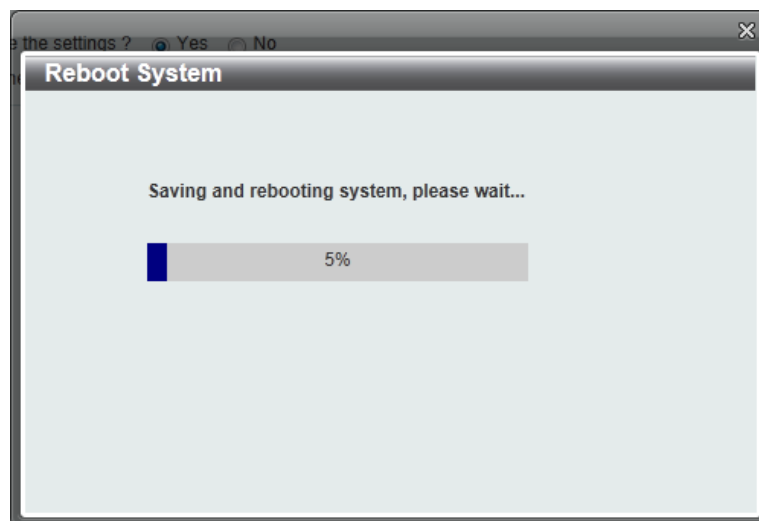 e the settings ? Yes No
Reboot System
Saving and rebooting system, please wait...
5%